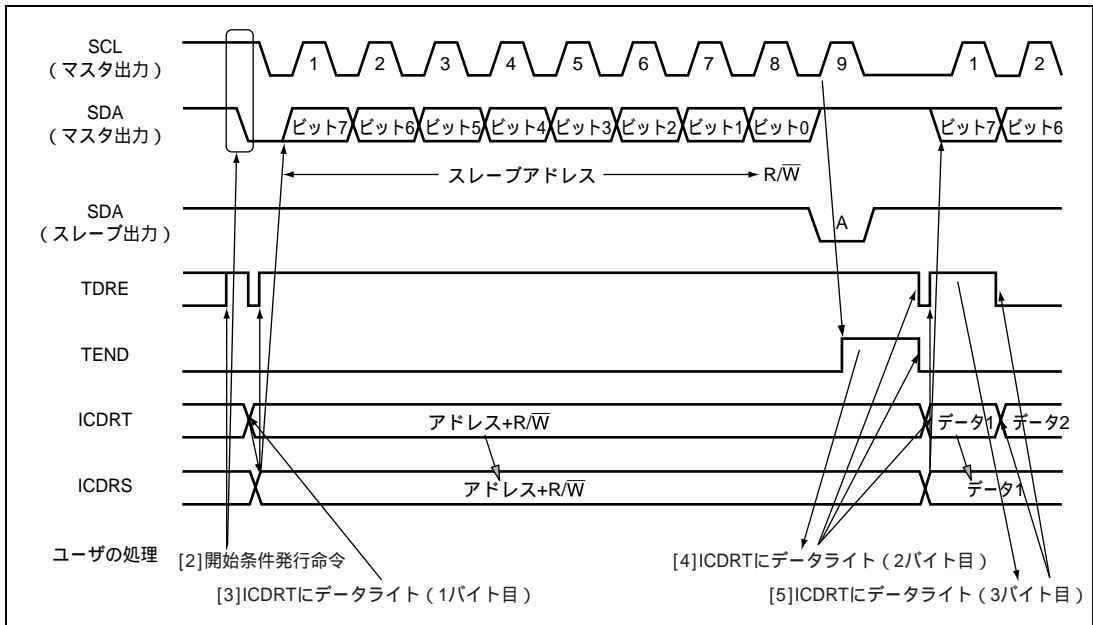 SCL
（マスタ出力）
1 2 3 4 5 6 7 8 9 1 2
SDA
（マスタ出力）
ビット7 ビット6 ビット5 ビット4 ビット3 ビット2 ビット1 ビット0 ビット7 ビット6
スレーブアドレス R/W̅
SDA
（スレーブ出力）
A
TDRE
TEND
ICDRT
アドレス+R/W̅ データ1 データ2
ICDRS
アドレス+R/W̅ データ1
ユーザの処理
[2]開始条件発行命令
[4]ICDRTにデータライト（2バイト目）
[3]ICDRTにデータライト（1バイト目）
[5]ICDRTにデータライト（3バイト目）